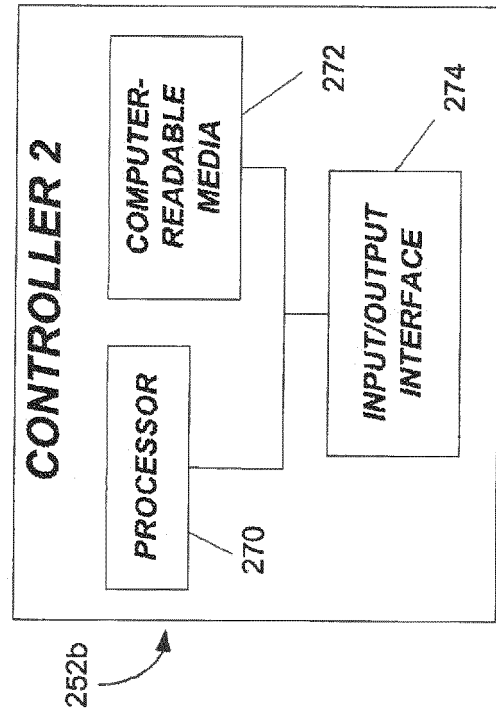 CONTROLLER 2
PROCESSOR
270
COMPUTER-
READABLE
MEDIA
272
INPUT/OUTPUT
INTERFACE
274
252b